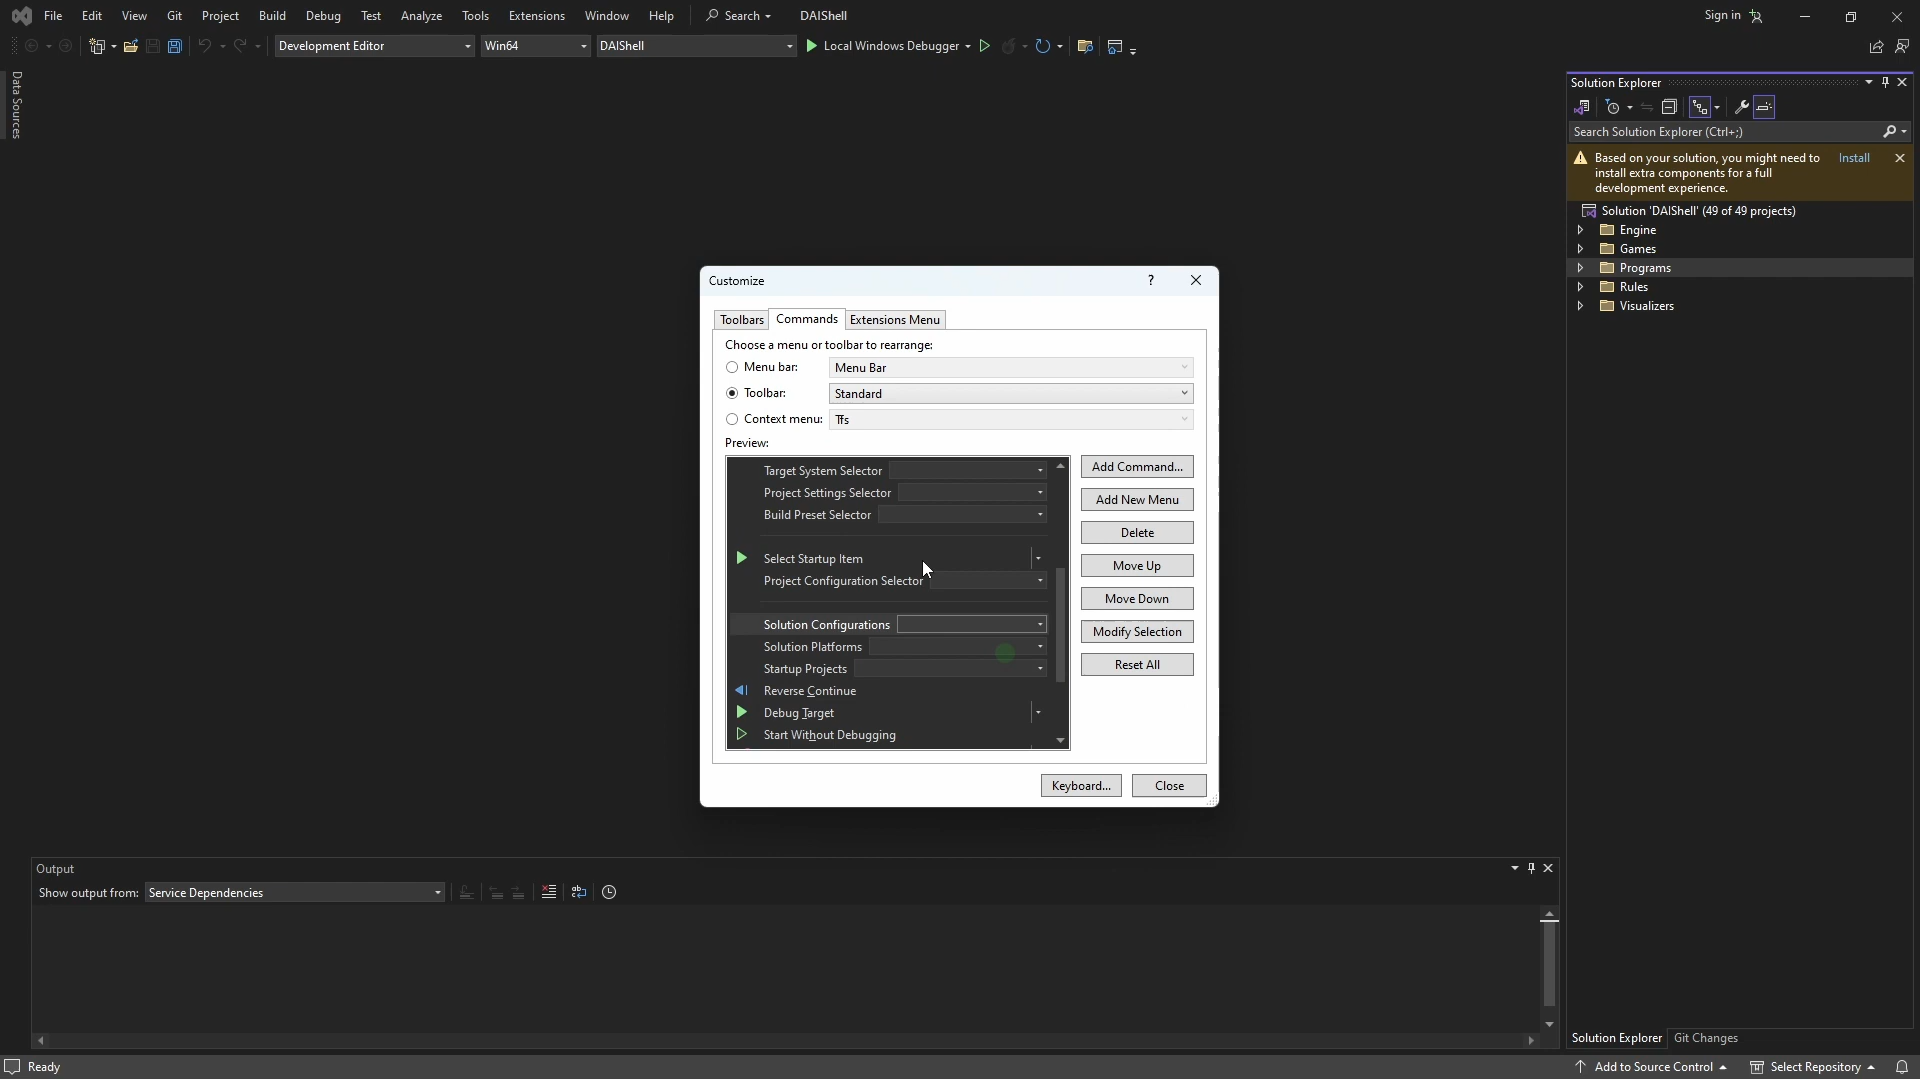 File Edit View Git Project Build Debug Test Analyze Tools Extensions Window Help Search DAIShell Sign in
Development Editor Win64 DAIShell Local Windows Debugger
Data Sources
Solution Explorer
Search Solution Explorer (Ctrl+;)
Based on your solution, you might need to Install
install extra components for a full
development experience.
Solution 'DAIShell' (49 of 49 projects)
Engine
Games
Programs
Rules
Visualizers
Customize ?
Toolbars Commands Extensions Menu
Choose a menu or toolbar to rearrange:
Menu bar: Menu Bar
Toolbar: Standard
Context menu: Tfs
Preview:
Target System Selector
Project Settings Selector
Build Preset Selector
Select Startup Item
Project Configuration Selector
Solution Configurations
Solution Platforms
Startup Projects
Reverse Continue
Debug Target
Start Without Debugging
Add Command...
Add New Menu
Delete
Move Up
Move Down
Modify Selection
Reset All
Keyboard... Close
Output
Show output from: Service Dependencies
Solution Explorer Git Changes
Ready Add to Source Control Select Repository